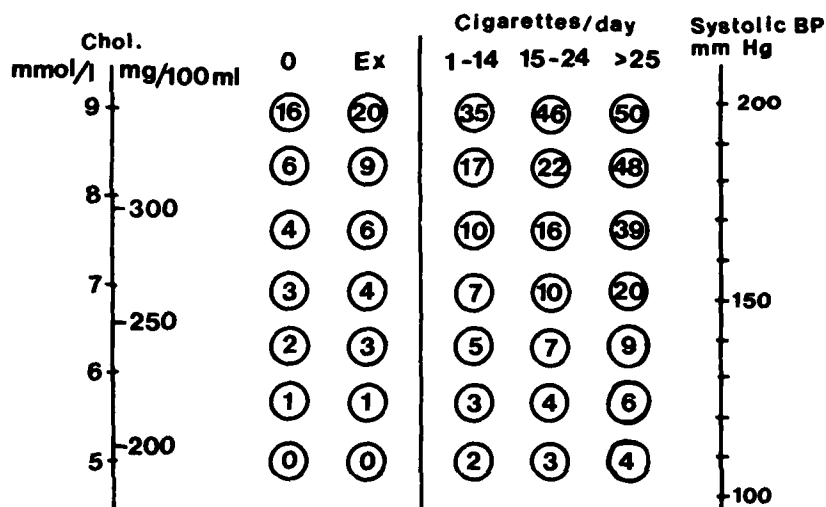 Cigarettes/day Systolic BP
Chol. mm Hg
mmol/l mg/100ml 0 Ex 1-14 15-24 >25
9 16 20 35 46 50 200
6 9 17 22 48
8
300
4 6 10 16 39
7 3 4 7 10 20 150
250
2 3 5 7 9
6
1 1 3 4 6
200
5 0 0 2 3 4
100